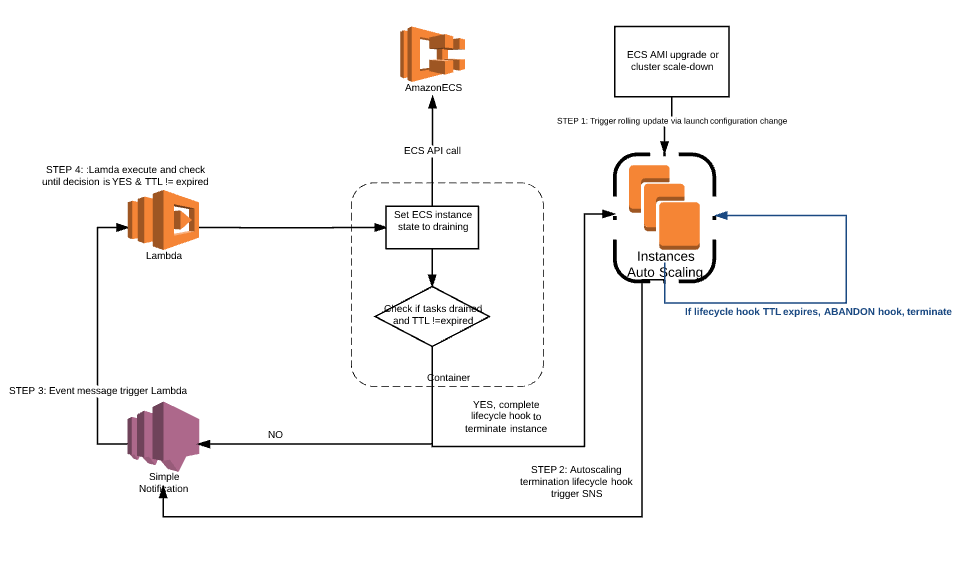 ECS AMI upgrade or
cluster scale-down
AmazonECS
STEP 1: Trigger rolling update via launch configuration change
ECS API call
STEP 4: :Lamda execute and check
until decision is YES & TTL != expired
Lambda
Set ECS instance
state to draining
Instances
Auto Scaling
Check if tasks drained
and TTL !=expired
If lifecycle hook TTL expires, ABANDON hook, terminate
Container
STEP 3: Event message trigger Lambda
YES, complete
lifecycle hook to
terminate instance
NO
STEP 2: Autoscaling
termination lifecycle hook
trigger SNS
Simple
Notification